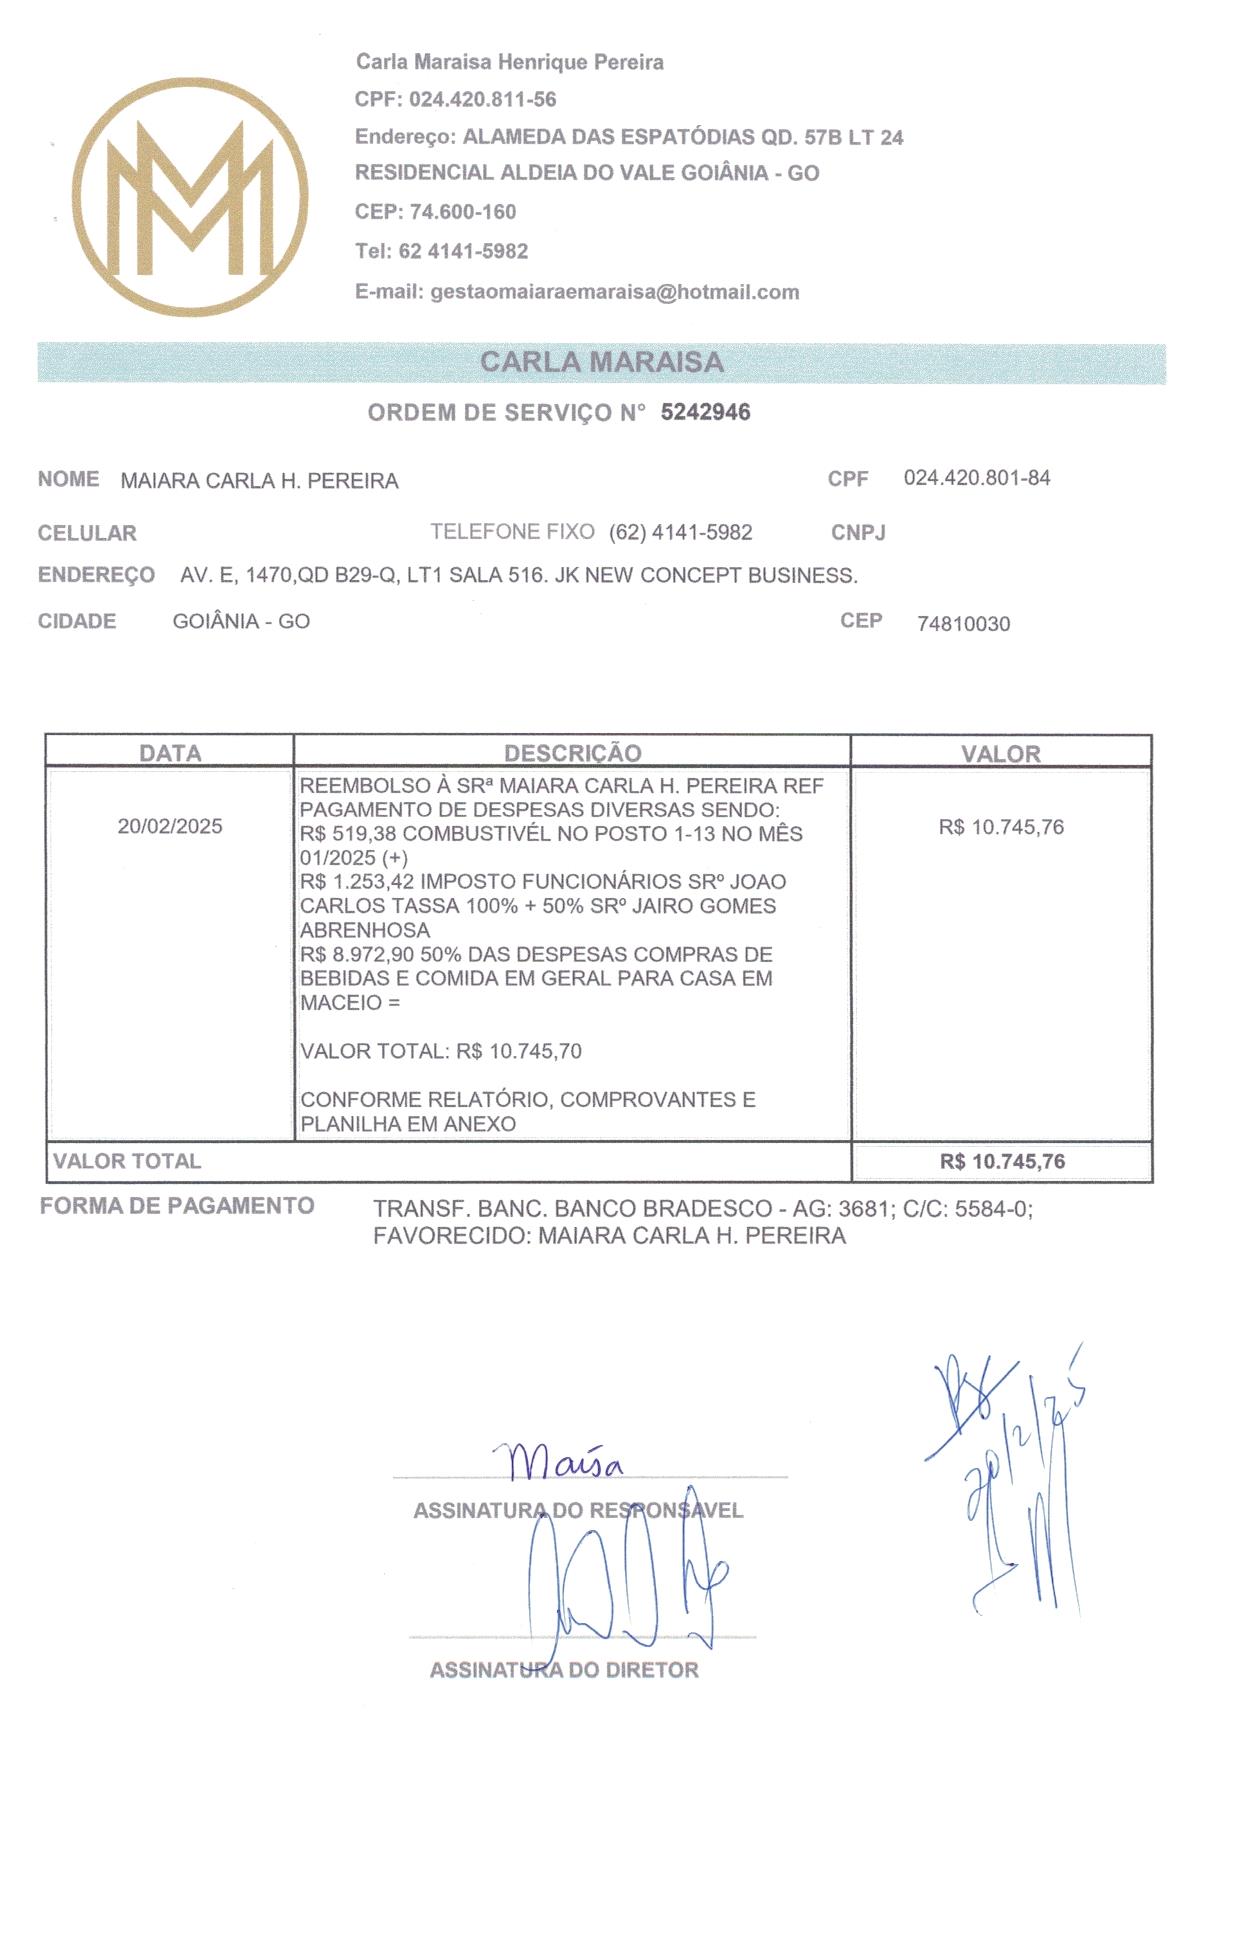 Carla Maraisa Henrique Pereira
CPF: 024.420.811-56
Endereço: ALAMEDA DAS ESPATÓDIAS QD. 57B LT 24
RESIDENCIAL ALDEIA DO VALE GOIÂNIA - GO
CEP: 74.600-160
Tel: 62 4141-5982
E-mail: gestaomaiaraemaraisa@hotmail.com
CARLA MARAISA
ORDEM DE SERVIÇO N° 5242946
NOME MAIARA CARLA H. PEREIRA CPF 024.420.801-84
CELULAR TELEFONE FIXO (62) 4141-5982 CNPJ
ENDEREÇO AV. E, 1470,QD B29-Q, LT1 SALA 516. JK NEW CONCEPT BUSINESS.
CIDADE GOIÂNIA - GO CEP 74810030
DATA DESCRIÇÃO VALOR
REEMBOLSO À SRª MAIARA CARLA H. PEREIRA REF
PAGAMENTO DE DESPESAS DIVERSAS SENDO:
20/02/2025 R$ 519,38 COMBUSTIVÉL NO POSTO 1-13 NO MÊS R$ 10.745,76
01/2025 (+)
R$ 1.253,42 IMPOSTO FUNCIONÁRIOS SRº JOAO
CARLOS TASSA 100% + 50% SRº JAIRO GOMES
ABRENHOSA
R$ 8.972,90 50% DAS DESPESAS COMPRAS DE
BEBIDAS E COMIDA EM GERAL PARA CASA EM
MACEIO =
VALOR TOTAL: R$ 10.745,70
CONFORME RELATÓRIO, COMPROVANTES E
PLANILHA EM ANEXO
VALOR TOTAL R$ 10.745,76
FORMA DE PAGAMENTO TRANSF. BANC. BANCO BRADESCO - AG: 3681; C/C: 5584-0;
FAVORECIDO: MAIARA CARLA H. PEREIRA
Maísa
ASSINATURA DO RESPONSÁVEL
ASSINATURA DO DIRETOR
20/2/25